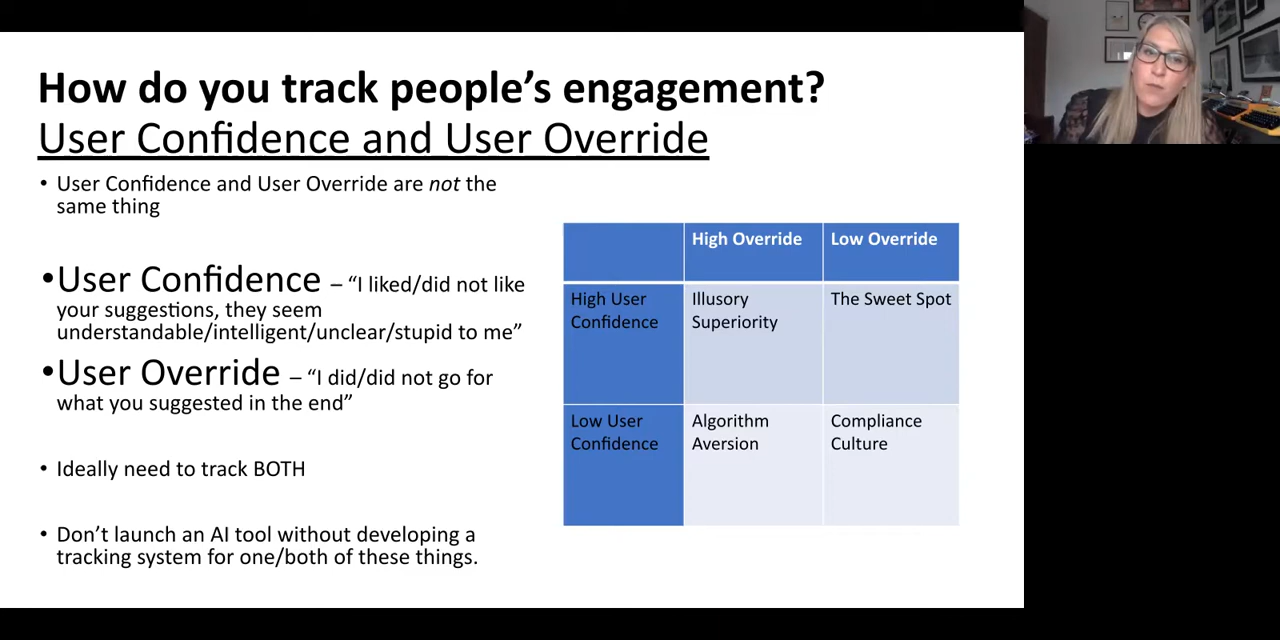 How do you track people’s engagement?
User Confidence and User Override
• User Confidence and User Override are not the
same thing
•User Confidence – “I liked/did not like
your suggestions, they seem
understandable/intelligent/unclear/stupid to me”
•User Override – “I did/did not go for
what you suggested in the end”
• Ideally need to track BOTH
• Don’t launch an AI tool without developing a
tracking system for one/both of these things.
High Override
Low Override
High User
Confidence
Illusory
Superiority
The Sweet Spot
Low User
Confidence
Algorithm
Aversion
Compliance
Culture